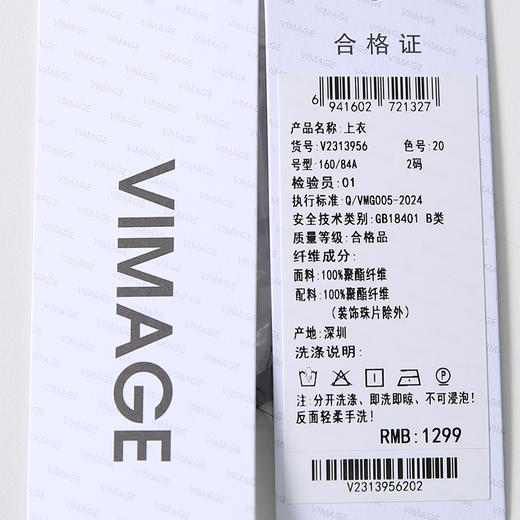 VIMAGE
合格证
6 941602 721327
产品名称:上衣
货号:V2313956 色号:20
号型:160/84A 2码
检验员:01
执行标准:Q/VMG005-2024
安全技术类别:GB18401 B类
质量等级:合格品
纤维成分:
面料:100%聚酯纤维
配料:100%聚酯纤维
（装饰珠片除外）
产地:深圳
洗涤说明:
注:分开洗涤、即洗即晾、不可浸泡!
反面轻柔手洗!
RMB:1299
V2313956202